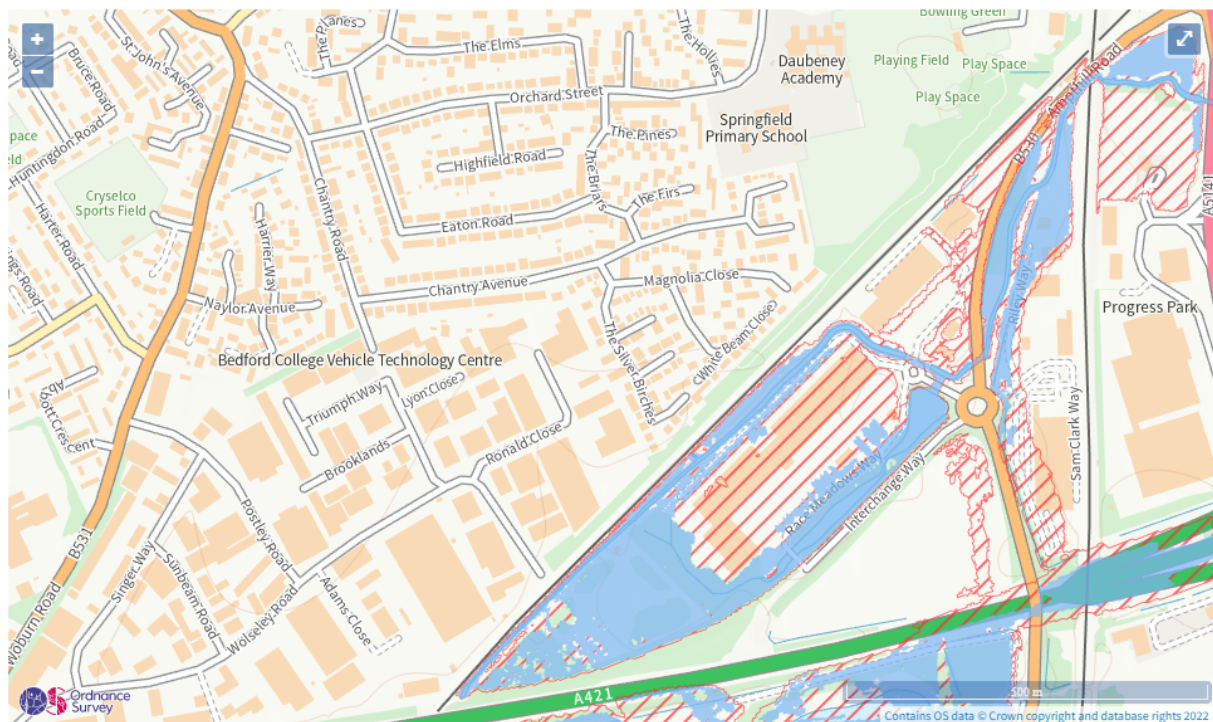 +
−
Bowling Green
Playing Field
Play Space
Play Space
Daubeney
Academy
Springfield
Primary School
The Planes
The Elms
The Hollies
Orchard Street
The Pines
Highfield Road
The Briars
The Firs
Eaton Road
St John's Avenue
Bruce Road
Huntingdon Road
Harter Road
Cryselco
Sports Field
Chantry Road
Harrier Way
Naylor Avenue
Chantry Avenue
Magnolia Close
White Beam Close
The Silver Birches
Bedford College Vehicle Technology Centre
Triumph Way
Lyon Close
Brooklands
Ronald Close
Abbott Crescent
Postley Road
Singer Way
Sunbeam Road
Adams Close
Wolseley Road
Woburn Road
B531
B530
Ampthill Road
A5141
Riley Way
Progress Park
Sam Clark Way
Race Meadows Way
Interchange Way
A421
500 m
Ordnance
Survey
Contains OS data © Crown copyright and database rights 2022